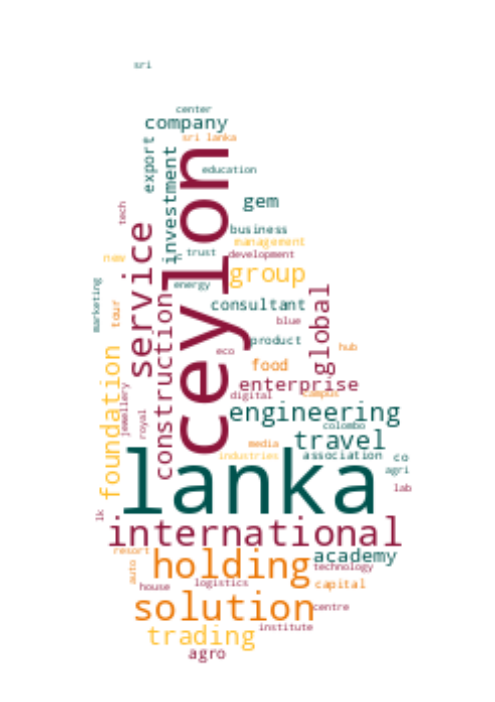 sri
center
company
sri lanka
export
investment
education
ceylon
gem
tech
service
business
management
trust
development
new
group
energy
marketing
tour
construction
consultant
global
blue
product
hub
eco
food
foundation
jewellery
enterprise
digital
campus
royal
engineering
colombo
travel
media
industries
association
co
agri
lanka
lab
lk
international
resort
holding
academy
technology
auto
house
logistics
capital
solution
centre
trading
institute
agro